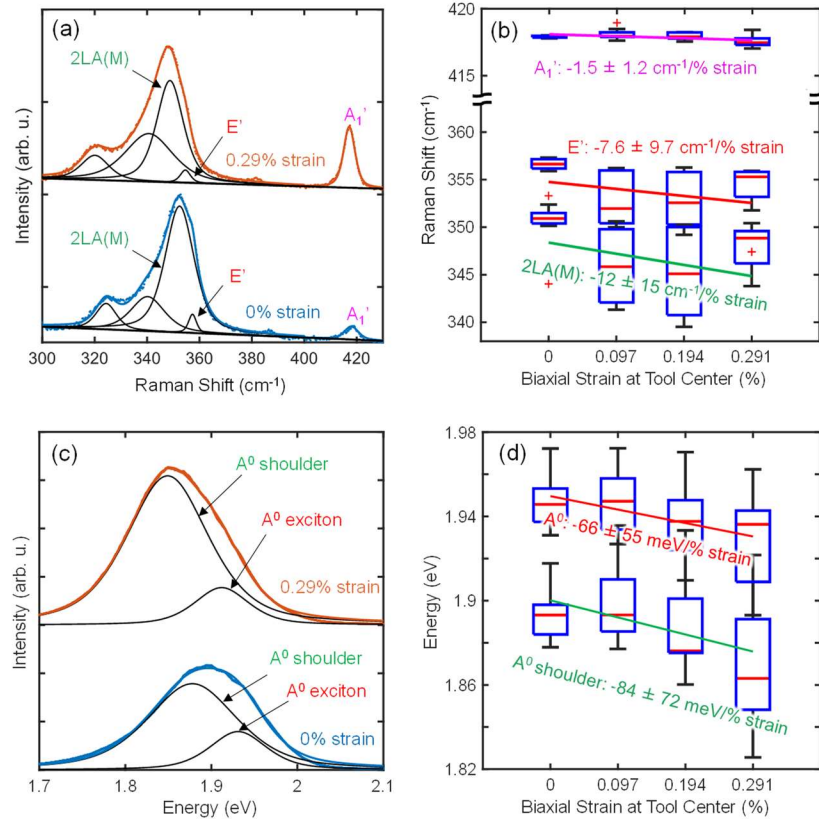 (a)
2LA(M)
E'
A₁'
0.29% strain
2LA(M)
E'
A₁'
0% strain
Intensity (arb. u.)
300 320 340 360 380 400 420
Raman Shift (cm⁻¹)
(b)
420
415
A₁': -1.5 ± 1.2 cm⁻¹/% strain
E': -7.6 ± 9.7 cm⁻¹/% strain
355
350
345
340
2LA(M): -12 ± 15 cm⁻¹/% strain
Raman Shift (cm⁻¹)
0 0.097 0.194 0.291
Biaxial Strain at Tool Center (%)
(c)
A⁰ shoulder
A⁰ exciton
0.29% strain
A⁰ shoulder
A⁰ exciton
0% strain
Intensity (arb. u.)
1.7 1.8 1.9 2 2.1
Energy (eV)
(d)
1.98
1.94
1.9
1.86
1.82
A⁰: -66 ± 55 meV/% strain
A⁰ shoulder: -84 ± 72 meV/% strain
Energy (eV)
0 0.097 0.194 0.291
Biaxial Strain at Tool Center (%)